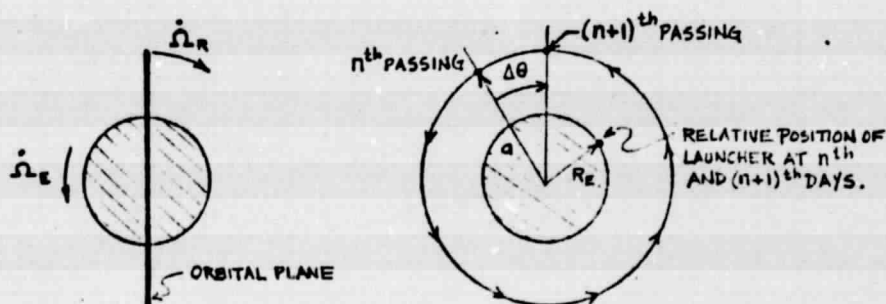 Ω̇R
Ω̇E
ORBITAL PLANE
nth PASSING
Δθ
(n+1)th PASSING
a
RE
RELATIVE POSITION OF
LAUNCHER AT nth
AND (n+1)th DAYS.